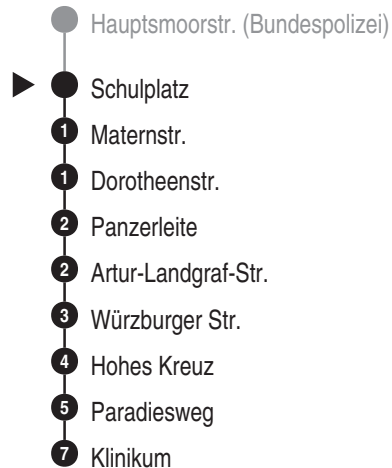 Hauptsmoorstr. (Bundespolizei)
Schulplatz
1 Maternstr.
1 Dorotheenstr.
2 Panzerleite
2 Artur-Landgraf-Str.
3 Würzburger Str.
4 Hohes Kreuz
5 Paradiesweg
7 Klinikum